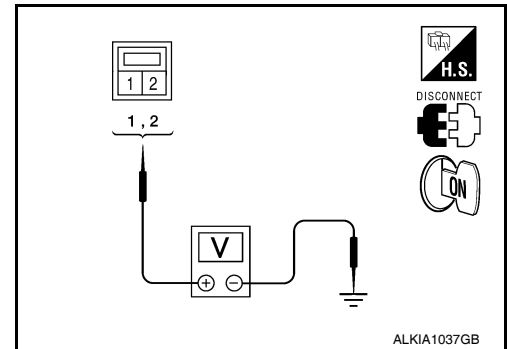 1 2
H.S.
DISCONNECT
1 , 2
ON
V
+ −
ALKIA1037GB